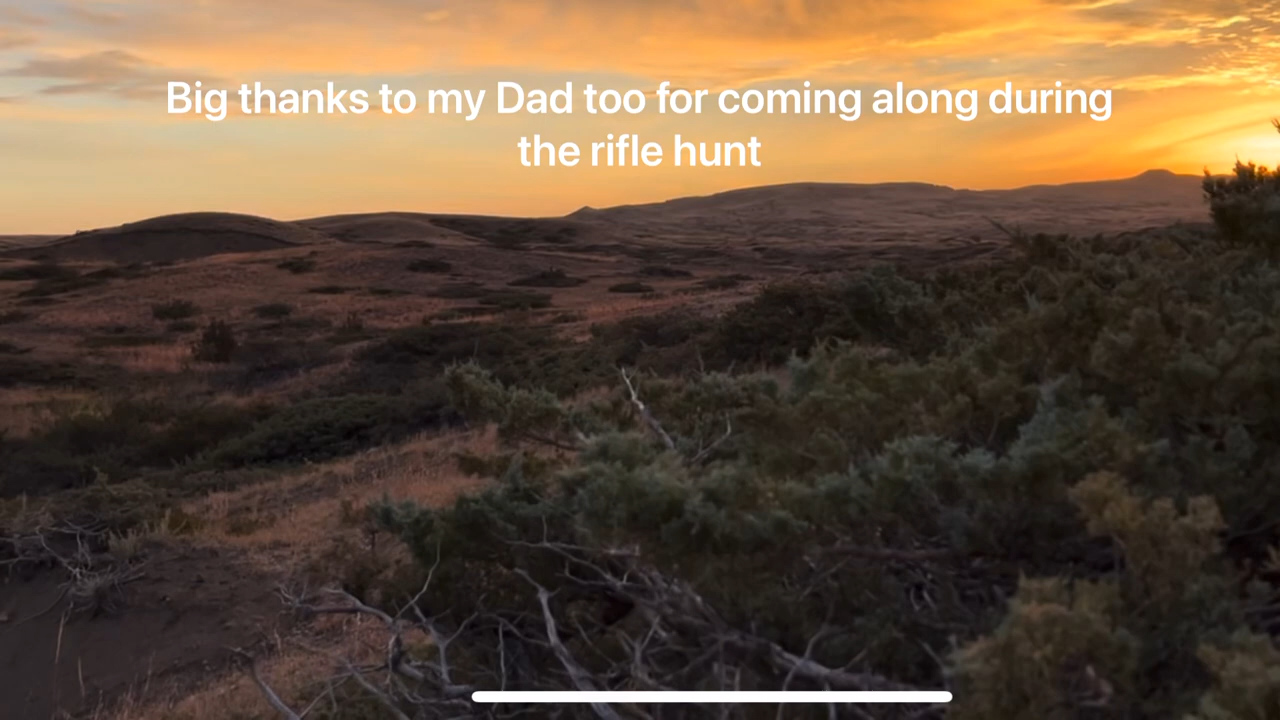 Big thanks to my Dad too for coming along during
the rifle hunt